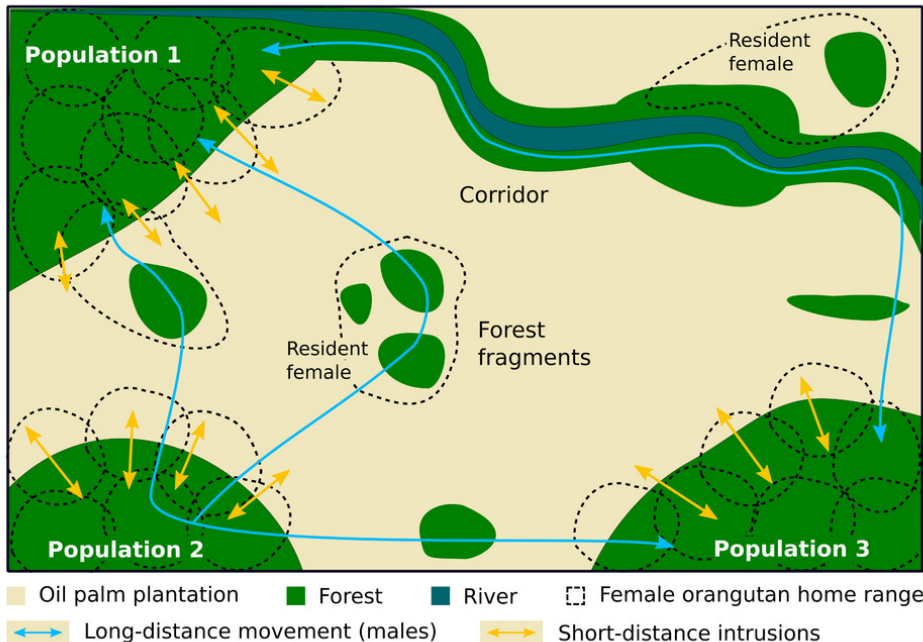 Population 1
Resident
female
Corridor
Resident
female
Forest
fragments
Population 2
Population 3
Oil palm plantation
Forest
River
Female orangutan home range
Long-distance movement (males)
Short-distance intrusions